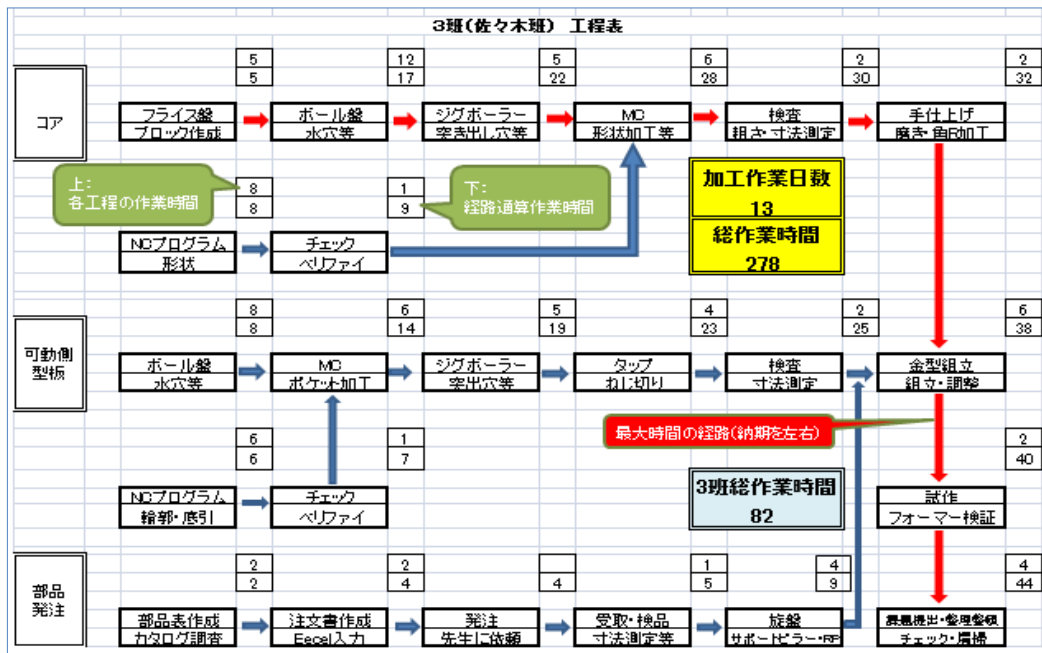 3班(佐々木班) 工程表
5 12 5 6 2 2
5 17 22 28 30 32
コア
フライス盤 ボール盤 ジグボーラー MC 検査 手仕上げ
ブロック作成 水穴等 突き出し穴等 形状加工等 粗さ・寸法測定 磨き・角R加工
上:
各工程の作業時間
8 1
8 9
下:
経路通算作業時間
加工作業日数
13
総作業時間
278
NCプログラム チェック
形状 ベリファイ
8 6 5 4 2 6
8 14 19 23 25 38
可動側
型板
ボール盤 MC ジグボーラー タップ 検査 金型組立
水穴等 ポケット加工 突出穴等 ねじ切り 寸法測定 組立・調整
最大時間の経路(納期を左右)
6 1 2
6 7 40
3班総作業時間
82
NCプログラム チェック 試作
輪郭・底引 ベリファイ フォーマー検証
2 2 1 4 4
2 4 4 5 9 44
部品
発注
部品表作成 注文書作成 発注 受取・検品 旋盤 課題提出・整理整頓
カタログ調査 Eecel入力 先生に依頼 寸法測定等 サポートピラー・RP チェック・清掃